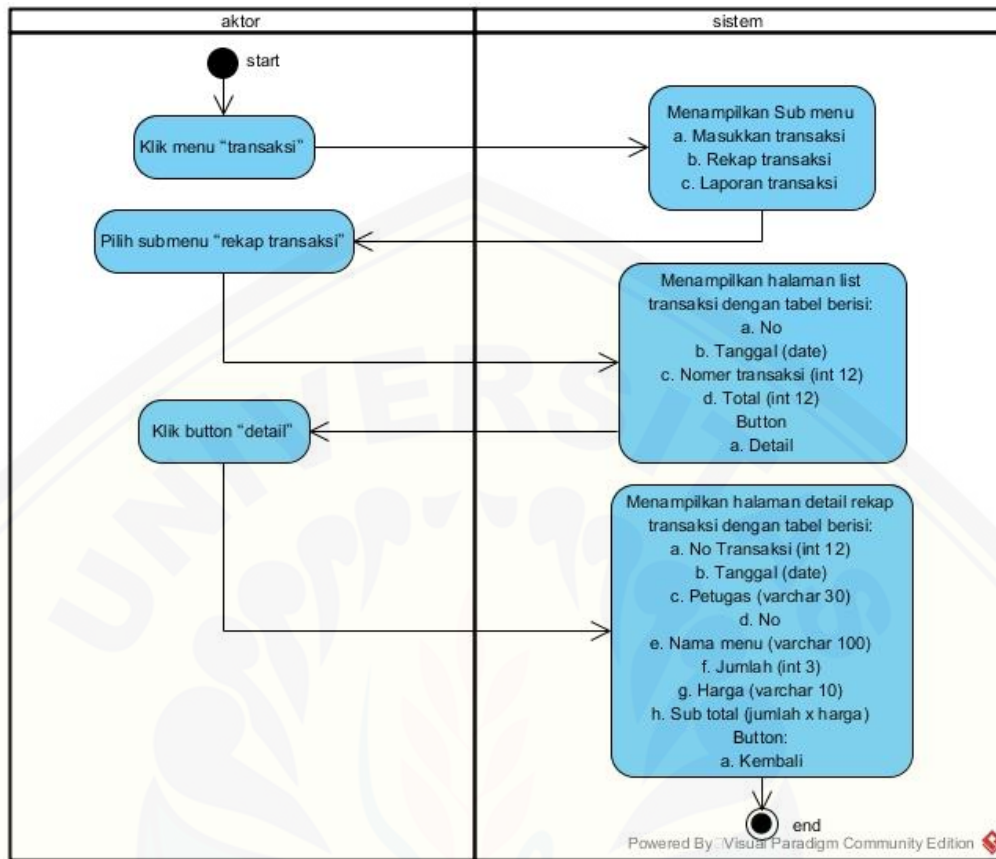 aktor
sistem
start
Klik menu “transaksi”
Menampilkan Sub menu
a. Masukkan transaksi
b. Rekap transaksi
c. Laporan transaksi
Pilih submenu “rekap transaksi”
Menampilkan halaman list
transaksi dengan tabel berisi:
a. No
b. Tanggal (date)
c. Nomer transaksi (int 12)
d. Total (int 12)
Button
a. Detail
Klik button “detail”
Menampilkan halaman detail rekap
transaksi dengan tabel berisi:
a. No Transaksi (int 12)
b. Tanggal (date)
c. Petugas (varchar 30)
d. No
e. Nama menu (varchar 100)
f. Jumlah (int 3)
g. Harga (varchar 10)
h. Sub total (jumlah x harga)
Button:
a. Kembali
end
Powered By Visual Paradigm Community Edition
UNIVERSITAS